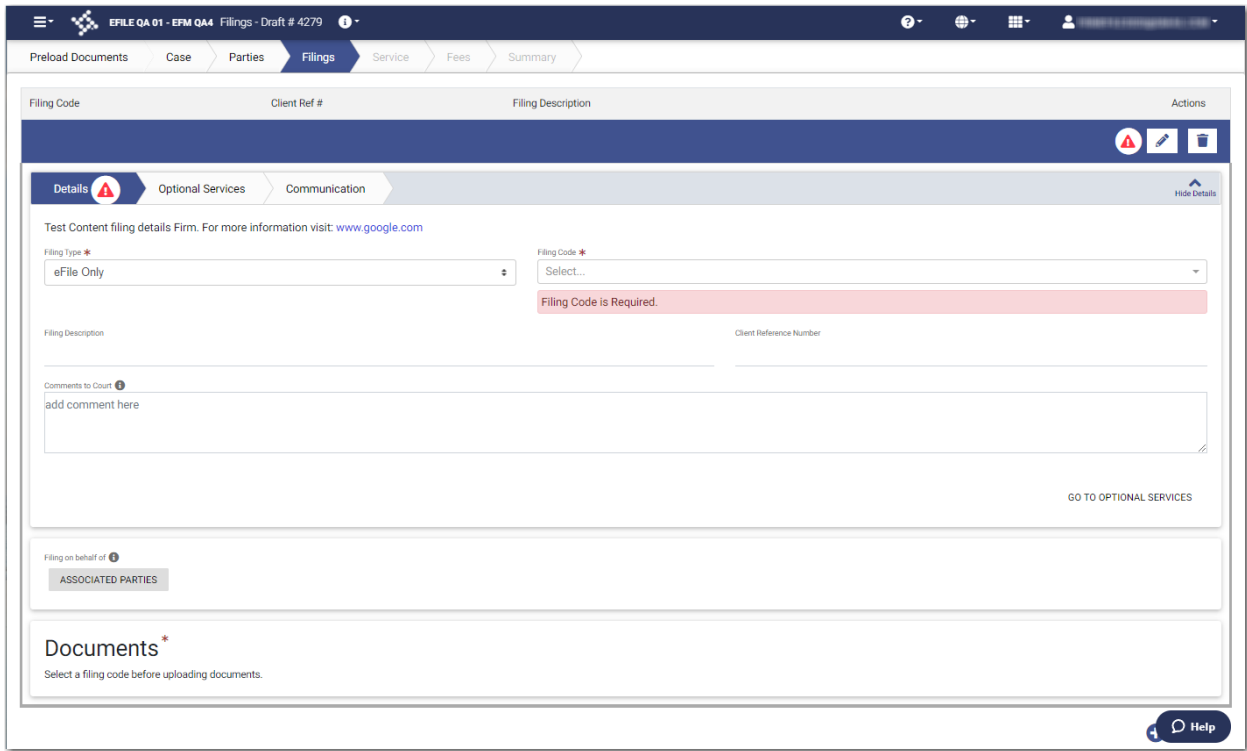 EFILE QA 01 - EFM QA4 Filings - Draft # 4279
Preload Documents Case Parties Filings Service Fees Summary
Filing Code Client Ref # Filing Description Actions
Details Optional Services Communication Hide Details
Test Content filing details Firm. For more information visit: www.google.com
Filing Type * Filing Code *
eFile Only Select...
Filing Code is Required.
Filing Description Client Reference Number
Comments to Court
add comment here
GO TO OPTIONAL SERVICES
Filing on behalf of
ASSOCIATED PARTIES
Documents *
Select a filing code before uploading documents.
Help